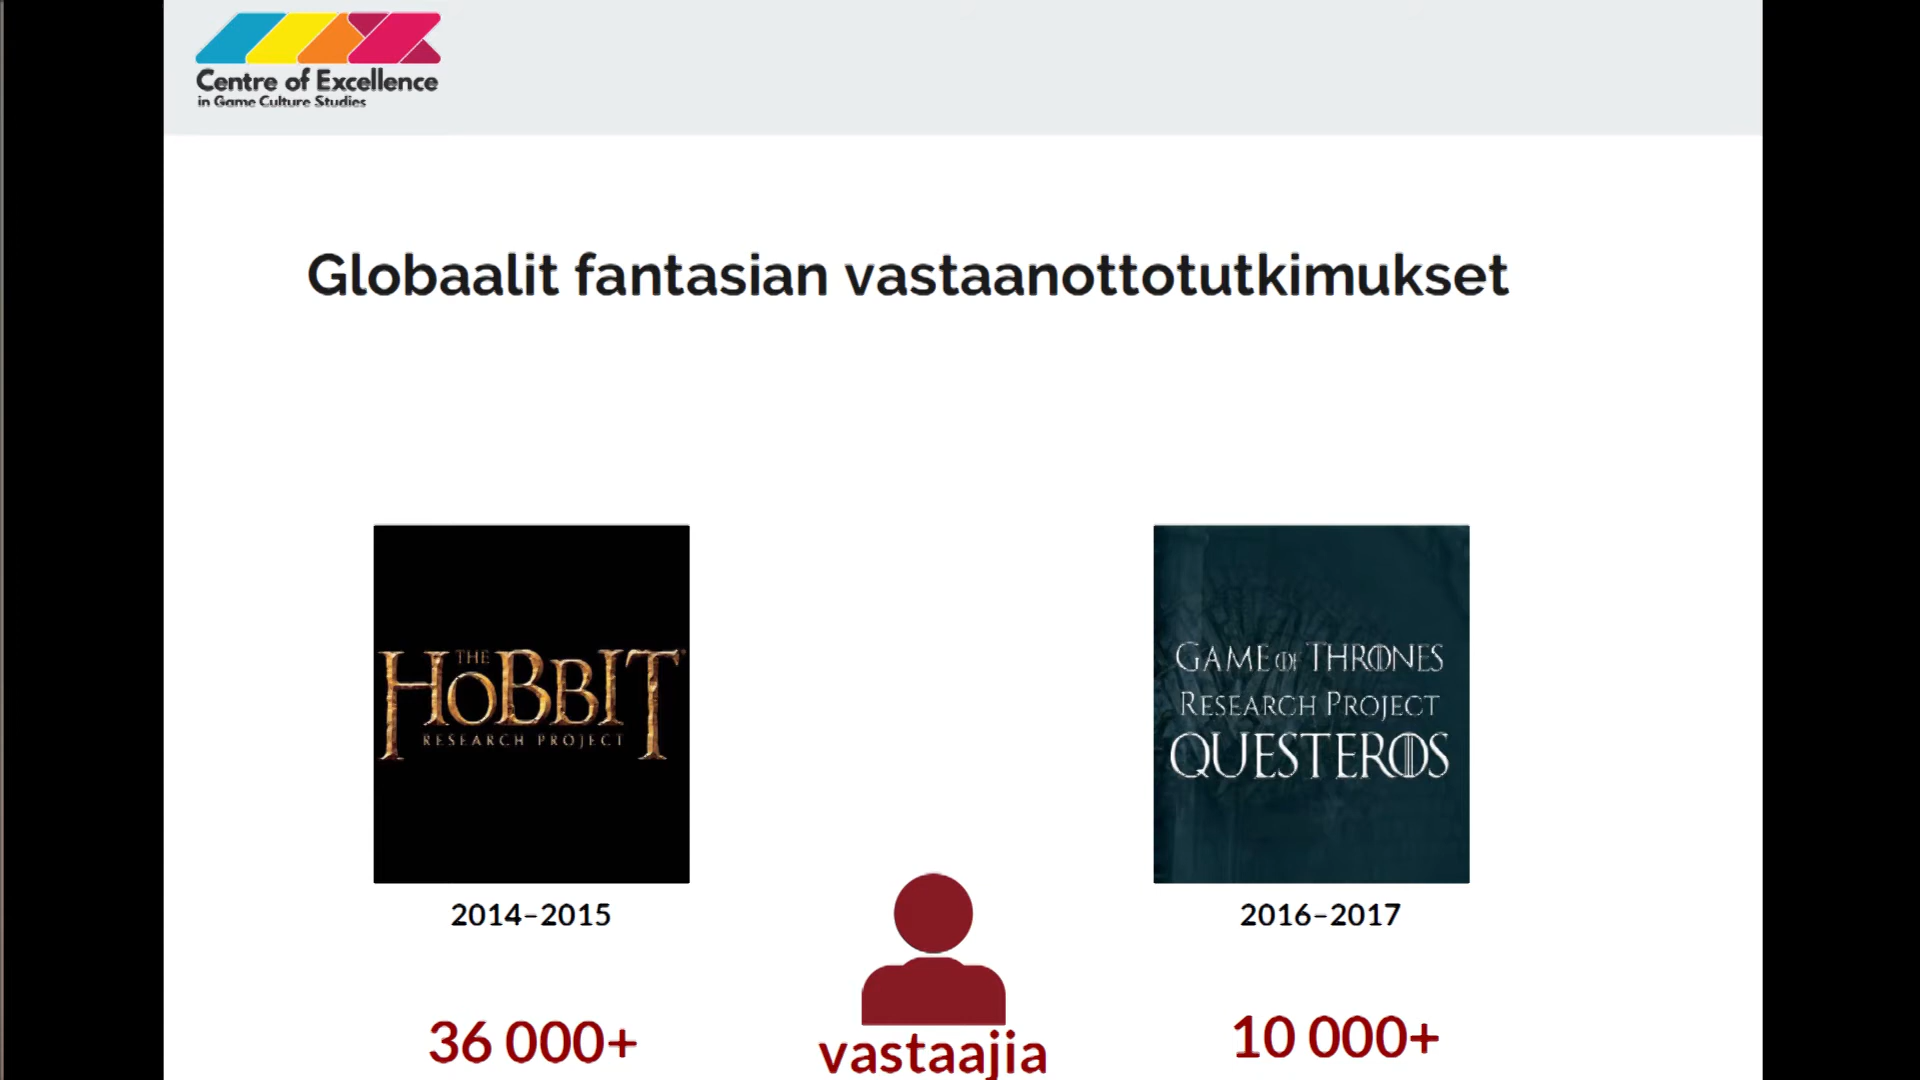 Centre of Excellence
in Game Culture Studies
Globaalit fantasian vastaanottotutkimukset
THE
HOBBIT
RESEARCH PROJECT
GAME OF THRONES
RESEARCH PROJECT
QUESTEROS
2014–2015
2016–2017
36 000+
vastaajia
10 000+